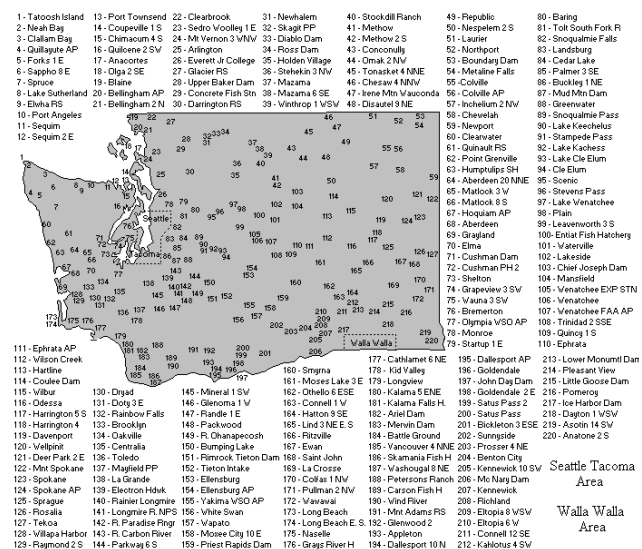 1 - Tatoosh Island
2 - Neah Bay
3 - Clallam Bay
4 - Quillayute AP
5 - Forks 1 E
6 - Sappho 8 E
7 - Spruce
8 - Lake Sutherland
9 - Elwha RS
10 - Port Angeles
11 - Sequim
12 - Sequim 2 E
13 - Port Townsend
14 - Coupeville 1 S
15 - Chimacum 4 S
16 - Quilcene 2 SW
17 - Anacortes
18 - Olga 2 SE
19 - Blaine
20 - Bellingham AP
21 - Bellingham 2 N
22 - Clearbrook
23 - Sedro Woolley 1 E
24 - Mt Vernon 3 WNW
25 - Arlington
26 - Everett Jr College
27 - Glacier RS
28 - Upper Baker Dam
29 - Concrete Fish Stn
30 - Darrington RS
31 - Newhalem
32 - Skagit PP
33 - Diablo Dam
34 - Ross Dam
35 - Holden Village
36 - Stehekin 3 NW
37 - Mazama
38 - Mazama 6 SE
39 - Winthrop 1 WSW
40 - Stockdill Ranch
41 - Methow
42 - Methow 2 S
43 - Conconully
44 - Omak 2 NW
45 - Tonasket 4 NNE
46 - Chesaw 4 NNW
47 - Irene Mtn Wauconda
48 - Disautel 9 NE
49 - Republic
50 - Nespelem 2 S
51 - Laurier
52 - Northport
53 - Boundary Dam
54 - Metaline Falls
55 - Colville
56 - Colville AP
57 - Inchelium 2 NW
58 - Chewelah
59 - Newport
60 - Clearwater
61 - Quinault RS
62 - Point Grenville
63 - Humptulips SH
64 - Aberdeen 20 NNE
65 - Matlock 3 W
66 - Matlock 8 S
67 - Hoquiam AP
68 - Aberdeen
69 - Grayland
70 - Elma
71 - Cushman Dam
72 - Cushman PH 2
73 - Shelton
74 - Grapeview 3 SW
75 - Wauna 3 SW
76 - Bremerton
77 - Olympia WSO AP
78 - Monroe
79 - Startup 1 E
80 - Baring
81 - Tolt South Fork R
82 - Snoqualmie Falls
83 - Landsburg
84 - Cedar Lake
85 - Palmer 3 SE
86 - Buckley 1 NE
87 - Mud Mtn Dam
88 - Greenwater
89 - Snoqualmie Pass
90 - Lake Keechelus
91 - Stampede Pass
92 - Lake Kachess
93 - Lake Cle Elum
94 - Cle Elum
95 - Scenic
96 - Stevens Pass
97 - Lake Wenatchee
98 - Plain
99 - Leavenworth 3 S
100 - Entiat Fish Hatcherg
101 - Waterville
102 - Lakeside
103 - Chief Joseph Dam
104 - Mansfield
105 - Wenatchee EXP STN
106 - Wenatchee
107 - Wenatchee FAA AP
108 - Trinidad 2 SSE
109 - Quincy 1 S
110 - Ephrata
Seattle
Tacoma
Walla Walla
111 - Ephrata AP
112 - Wilson Creek
113 - Hartline
114 - Coulee Dam
115 - Wilbur
116 - Odessa
117 - Harrington 5 S
118 - Harrington 4
119 - Davenport
120 - Wellpinit
121 - Deer Park 2 E
122 - Mnt Spokane
123 - Spokane
124 - Spokane AP
125 - Sprague
126 - Rosalia
127 - Tekoa
128 - Willapa Harbor
129 - Raymond 2 S
130 - Dryad
131 - Doty 3 E
132 - Rainbow Falls
133 - Brooklyn
134 - Oakville
135 - Centralia
136 - Toledo
137 - Mayfield PP
138 - La Grande
139 - Electron Hdwk
140 - Rainier Longmire
141 - Longmire R. NPS
142 - R. Paradise Rngr
143 - R. Carbon River
144 - Parkway 6 S
145 - Mineral 1 SW
146 - Glenoma 1 W
147 - Randle 1 E
148 - Packwood
149 - R. Ohanapecosh
150 - Bumping Lake
151 - Rimrock Tieton Dam
152 - Tieton Intake
153 - Ellensburg
154 - Ellensburg AP
155 - Yakima WSO AP
156 - White Swan
157 - Wapato
158 - Moxee City 10 E
159 - Priest Rapids Dam
160 - Smyrna
161 - Moses Lake 3 E
162 - Othello 6 ESE
163 - Connell 1 W
164 - Hatton 9 SE
165 - Lind 3 NE E. S
166 - Ritzville
167 - Ewan
168 - Saint John
169 - La Crosse
170 - Colfax 1 NW
171 - Pullman 2 NW
172 - Wawawai
173 - Long Beach
174 - Long Beach E. S.
175 - Naselle
176 - Grays River H
177 - Cathlamet 6 NE
178 - Kid Valley
179 - Longview
180 - Kalama 5 ENE
181 - Kalama Falls H.
182 - Ariel Dam
183 - Merwin Dam
184 - Battle Ground
185 - Vancouver 4 NNE
186 - Skamania Fish H
187 - Washougal 8 NE
188 - Petersons Ranch
189 - Carson Fish H
190 - Wind River
191 - Mnt Adams RS
192 - Glenwood 2
193 - Appleton
194 - Dallesport 10 N
195 - Dallesport AP
196 - Goldendale
197 - John Day Dam
198 - Goldendale 2 E
199 - Satus Pass 2
200 - Satus Pass
201 - Bickleton 3 ESE
202 - Sunnyside
203 - Prosser 4 NE
204 - Benton City
205 - Kennewick 10 SW
206 - Mc Nary Dam
207 - Kennewick
208 - Richland
209 - Eltopia 8 WSW
210 - Eltopia 6 W
211 - Connell 12 SE
212 - Kahlotus 4 SW
213 - Lower Monumtl Dam
214 - Pleasant View
215 - Little Goose Dam
216 - Pomeroy
217 - Ice Harbor Dam
218 - Dayton 1 WSW
219 - Asotin 14 SW
220 - Anatone 2 S
Seattle Tacoma
Area
Walla Walla
Area